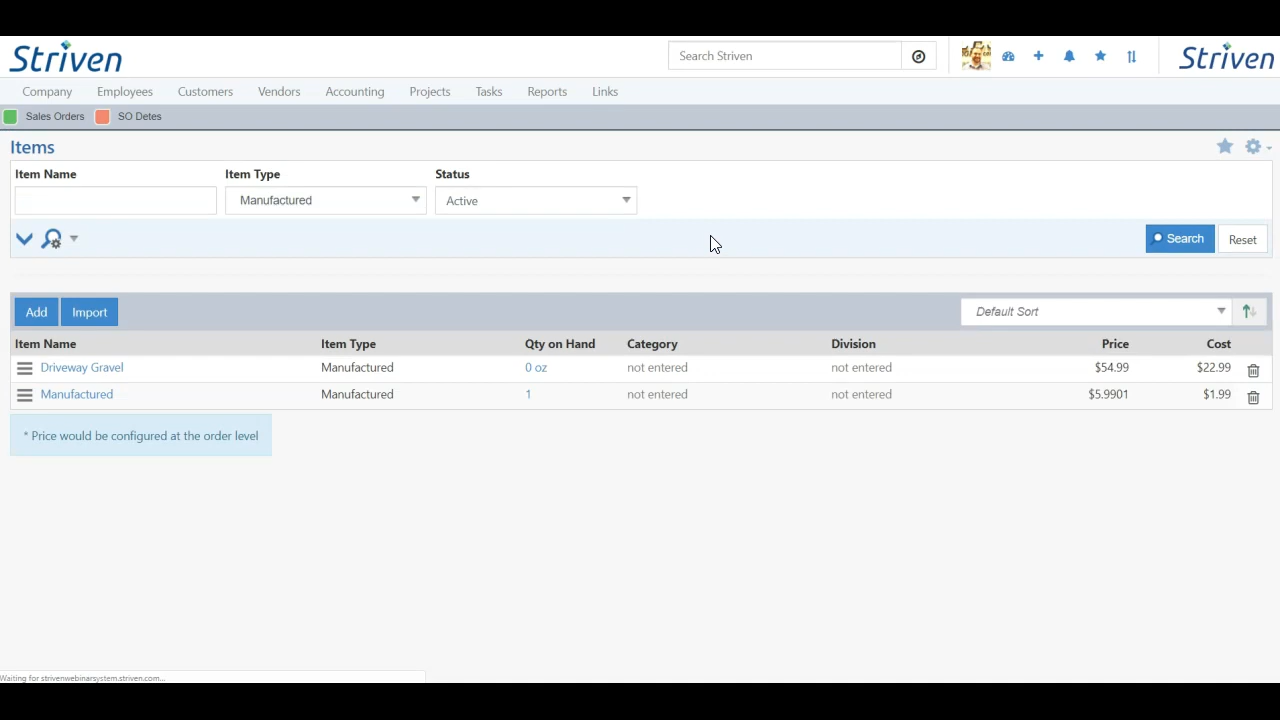 Striven
Search Striven
Striven
Company Employees Customers Vendors Accounting Projects Tasks Reports Links
Sales Orders SO Detes
Items
Item Name Item Type Status
Manufactured Active
Search Reset
Add Import Default Sort
Item Name Item Type Qty on Hand Category Division Price Cost
Driveway Gravel Manufactured 0 oz not entered not entered $54.99 $22.99
Manufactured Manufactured 1 not entered not entered $5.9901 $1.99
* Price would be configured at the order level
Waiting for strivenwebinarsystem.striven.com...